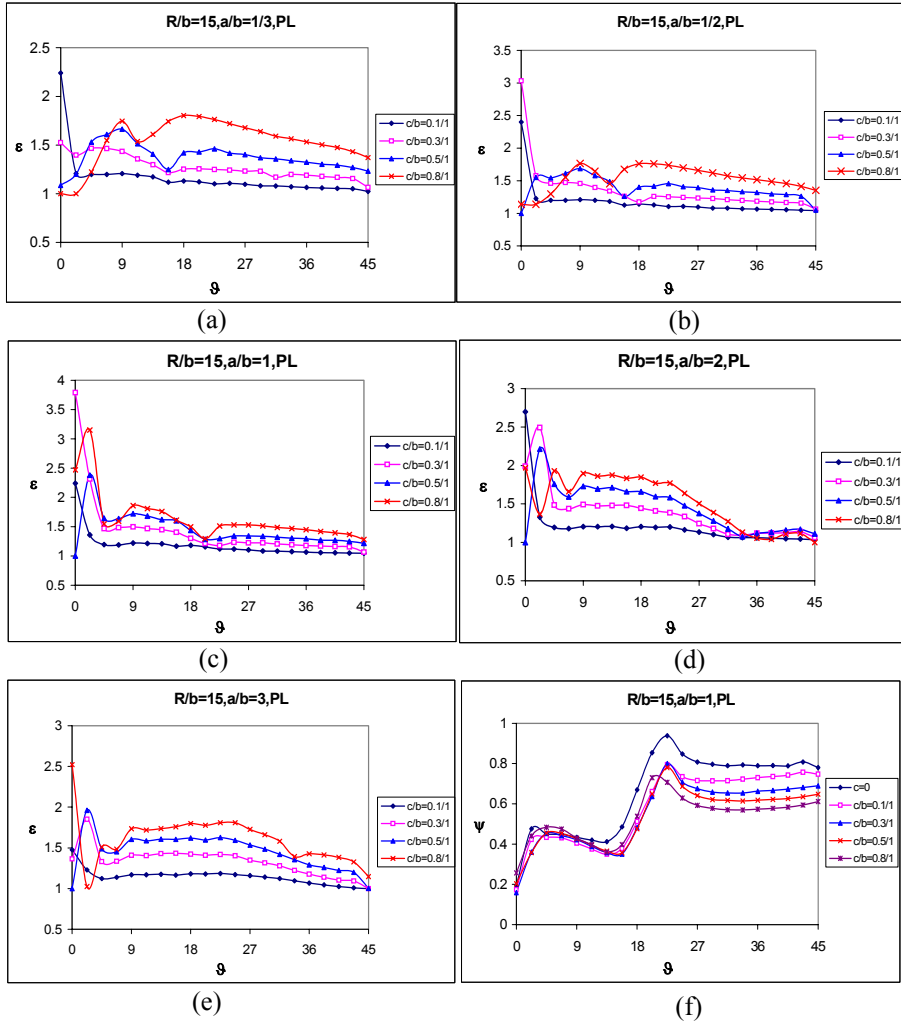 R/b=15,a/b=1/3,PL
2.5
2
1.5
1
0.5
ε
0 9 18 27 36 45
ϑ
c/b=0.1/1
c/b=0.3/1
c/b=0.5/1
c/b=0.8/1
(a)
R/b=15,a/b=1/2,PL
3.5
3
2.5
2
1.5
1
0.5
ε
0 9 18 27 36 45
ϑ
c/b=0.1/1
c/b=0.3/1
c/b=0.5/1
c/b=0.8/1
(b)
R/b=15,a/b=1,PL
4
3.5
3
2.5
2
1.5
1
0.5
ε
0 9 18 27 36 45
ϑ
c/b=0.1/1
c/b=0.3/1
c/b=0.5/1
c/b=0.8/1
(c)
R/b=15,a/b=2,PL
3
2.5
2
1.5
1
0.5
ε
0 9 18 27 36 45
ϑ
c/b=0.1/1
c/b=0.3/1
c/b=0.5/1
c/b=0.8/1
(d)
R/b=15,a/b=3,PL
3
2.5
2
1.5
1
0.5
ε
0 9 18 27 36 45
ϑ
c/b=0.1/1
c/b=0.3/1
c/b=0.5/1
c/b=0.8/1
(e)
R/b=15,a/b=1,PL
1
0.8
0.6
0.4
0.2
0
ψ
0 9 18 27 36 45
ϑ
c=0
c/b=0.1/1
c/b=0.3/1
c/b=0.5/1
c/b=0.8/1
(f)